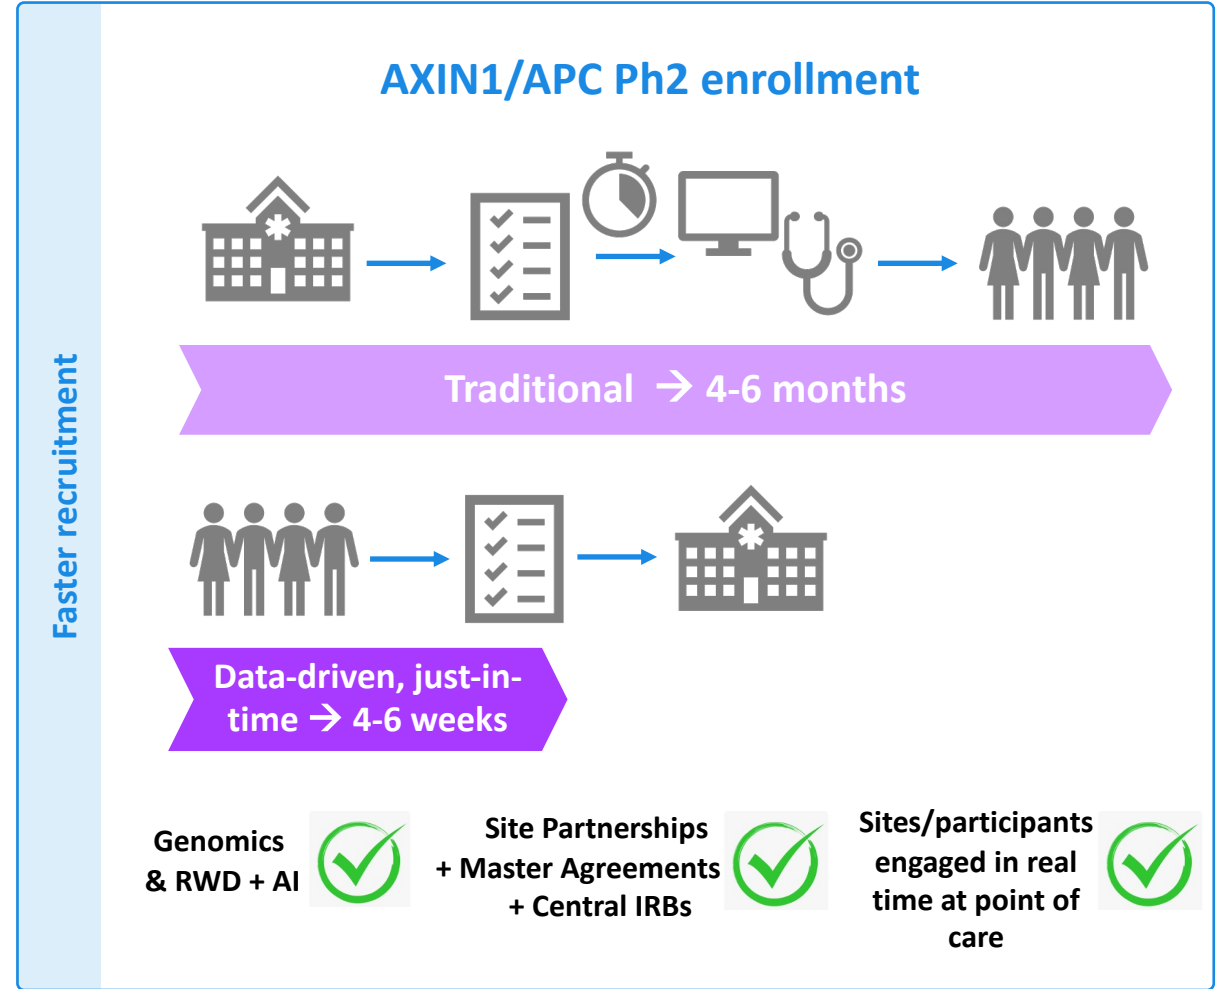 AXIN1/APC Ph2 enrollment
Faster recruitment
Traditional → 4-6 months
Data-driven, just-in-
time → 4-6 weeks
Genomics
& RWD + AI
Site Partnerships
+ Master Agreements
+ Central IRBs
Sites/participants
engaged in real
time at point of
care